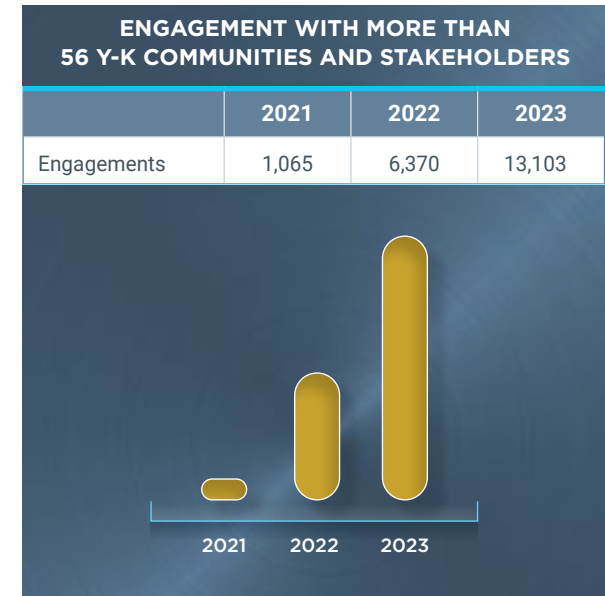 ENGAGEMENT WITH MORE THAN
56 Y-K COMMUNITIES AND STAKEHOLDERS
2021 2022 2023
Engagements 1,065 6,370 13,103
2021 2022 2023